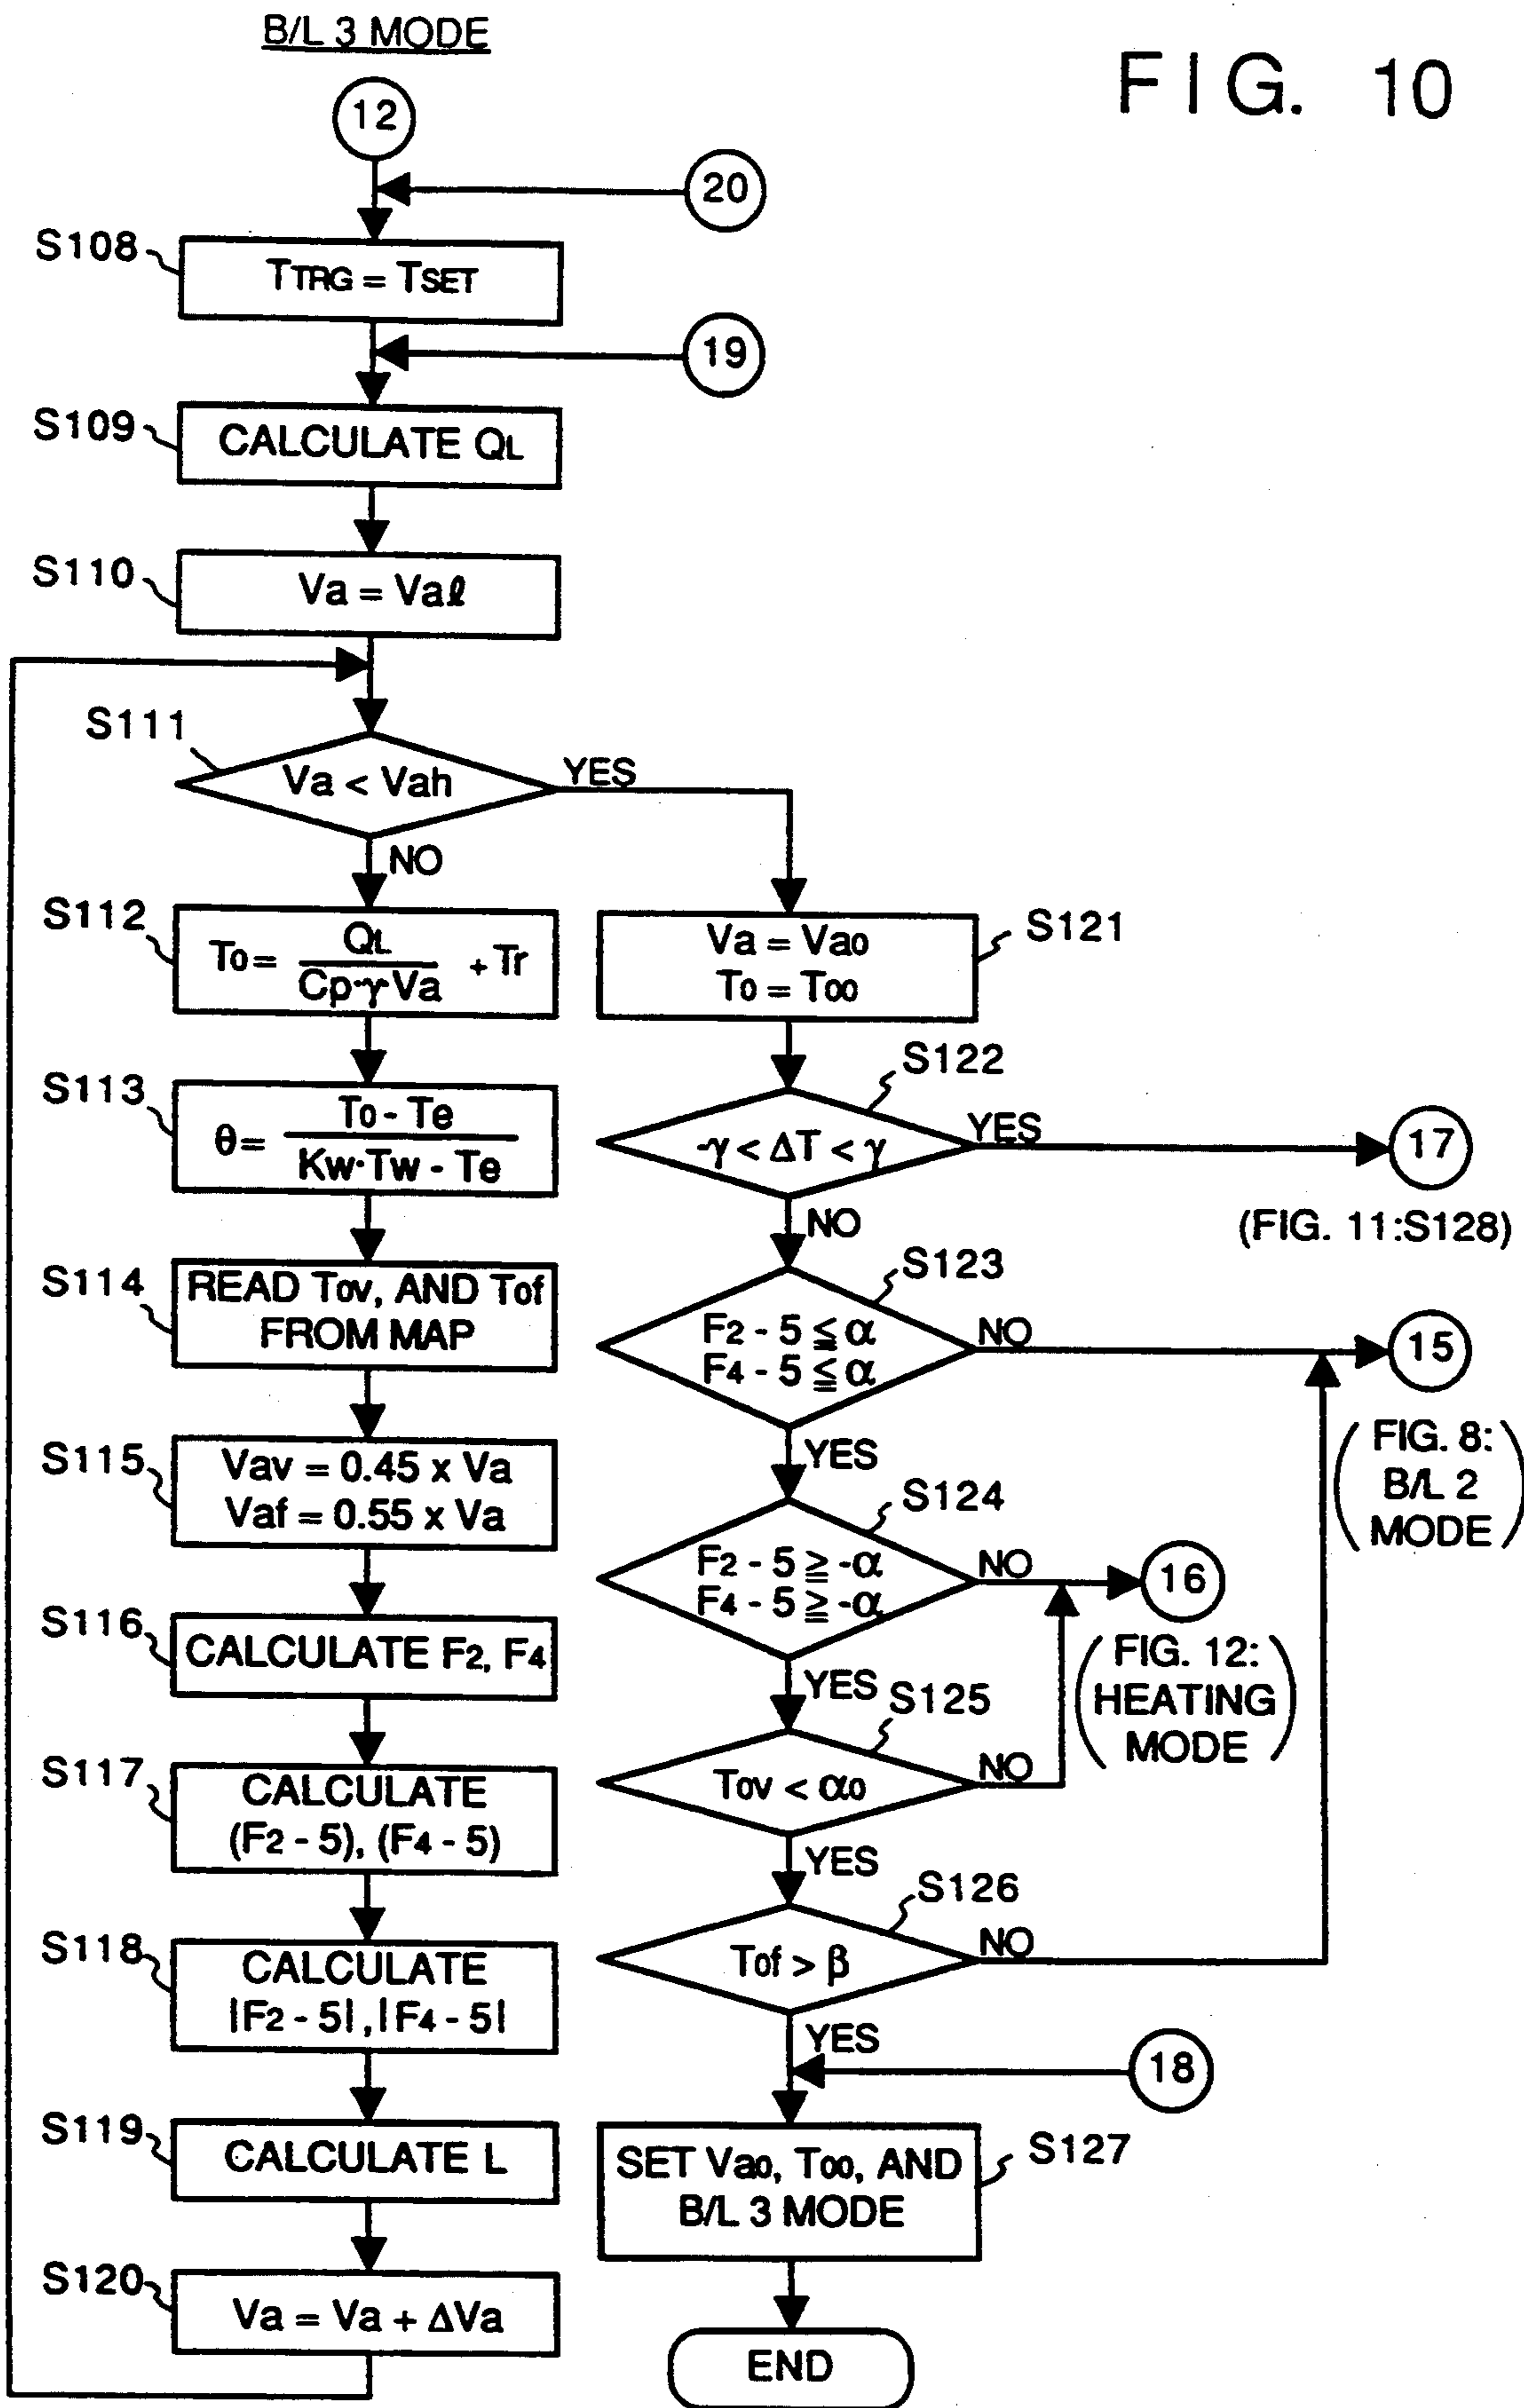 B/L 3 MODE
FIG. 10
12
20
S108
TTRG = TSET
19
S109
CALCULATE QL
S110
Va = Vaℓ
S111
Va < Vah
YES
NO
S112
To = QL / Cp·γ·Va + Tr
S113
θ = To - Te / Kw·Tw - Te
S114
READ Tov, AND Tof
FROM MAP
S115
Vav = 0.45 x Va
Vaf = 0.55 x Va
S116
CALCULATE F2, F4
S117
CALCULATE
(F2 - 5), (F4 - 5)
S118
CALCULATE
|F2 - 5|, |F4 - 5|
S119
CALCULATE L
S120
Va = Va + ΔVa
S121
Va = Vao
To = Too
S122
-γ < ΔT < γ
YES
17
(FIG. 11:S128)
NO
S123
F2 - 5 ≦ α
F4 - 5 ≦ α
NO
15
(FIG. 8:
B/L 2
MODE)
YES
S124
F2 - 5 ≧ -α
F4 - 5 ≧ -α
NO
16
(FIG. 12:
HEATING
MODE)
YES
S125
Tov < αo
NO
YES
S126
Tof > β
NO
YES
18
S127
SET Vao, Too, AND
B/L 3 MODE
END